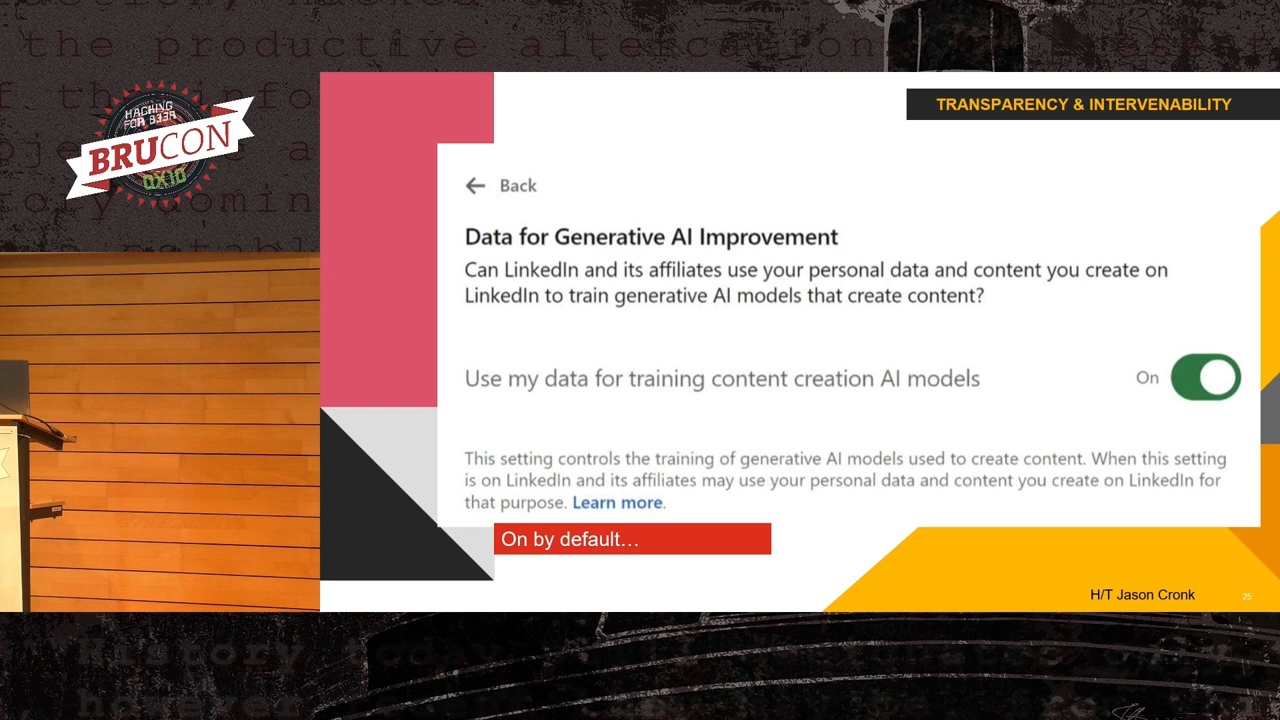 the productive altercation
HACKING
FOR B33R
BRUCON
0X10
TRANSPARENCY & INTERVENABILITY
Back
Data for Generative AI Improvement
Can LinkedIn and its affiliates use your personal data and content you create on
LinkedIn to train generative AI models that create content?
Use my data for training content creation AI models
On
This setting controls the training of generative AI models used to create content. When this setting
is on LinkedIn and its affiliates may use your personal data and content you create on LinkedIn for
that purpose. Learn more.
On by default…
H/T Jason Cronk
25
History today
however